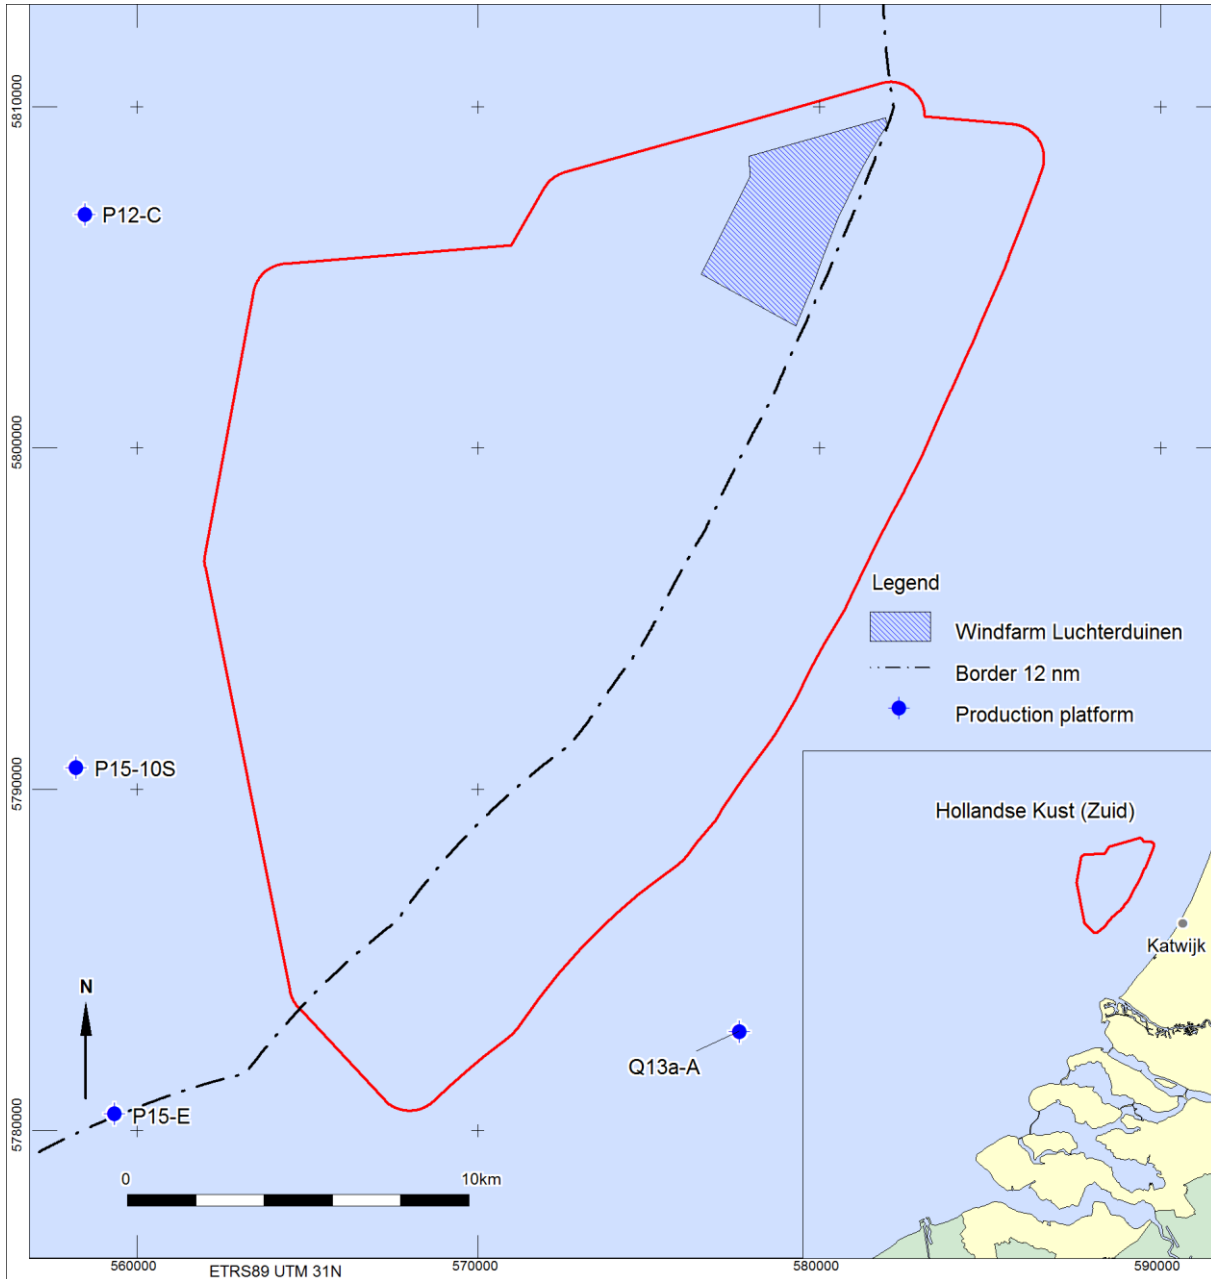 5810000
P12-C
5800000
Legend
Windfarm Luchterduinen
Border 12 nm
Production platform
5790000
P15-10S
Hollandse Kust (Zuid)
Katwijk
N
Q13a-A
P15-E
5780000
0
10km
560000
ETRS89 UTM 31N
570000
580000
590000